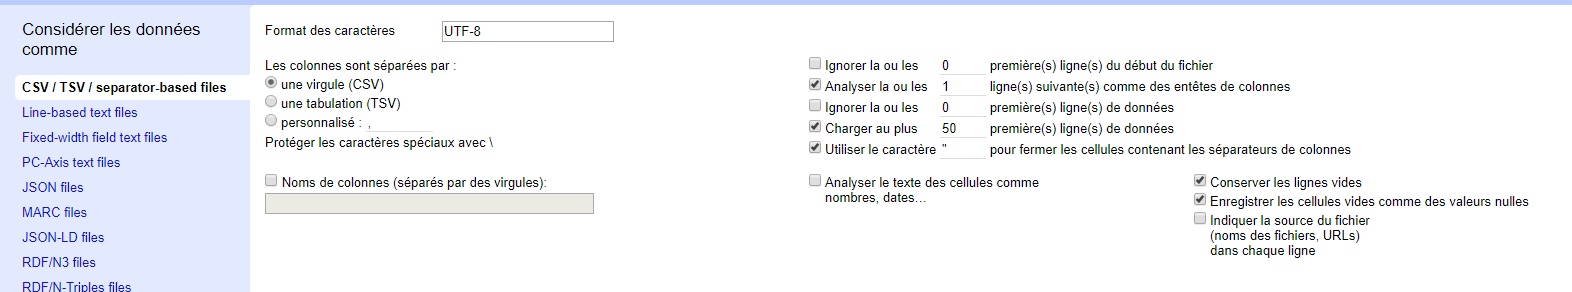 Considérer les données
comme
CSV / TSV / separator-based files
Line-based text files
Fixed-width field text files
PC-Axis text files
JSON files
MARC files
JSON-LD files
RDF/N3 files
RDF/N-Triples files
Format des caractères UTF-8
Les colonnes sont séparées par :
une virgule (CSV)
une tabulation (TSV)
personnalisé : ,
Protéger les caractères spéciaux avec \
Noms de colonnes (séparés par des virgules):
Ignorer la ou les 0 première(s) ligne(s) du début du fichier
Analyser la ou les 1 ligne(s) suivante(s) comme des entêtes de colonnes
Ignorer la ou les 0 première(s) ligne(s) de données
Charger au plus 50 première(s) ligne(s) de données
Utiliser le caractère " pour fermer les cellules contenant les séparateurs de colonnes
Analyser le texte des cellules comme
nombres, dates...
Conserver les lignes vides
Enregistrer les cellules vides comme des valeurs nulles
Indiquer la source du fichier
(noms des fichiers, URLs)
dans chaque ligne